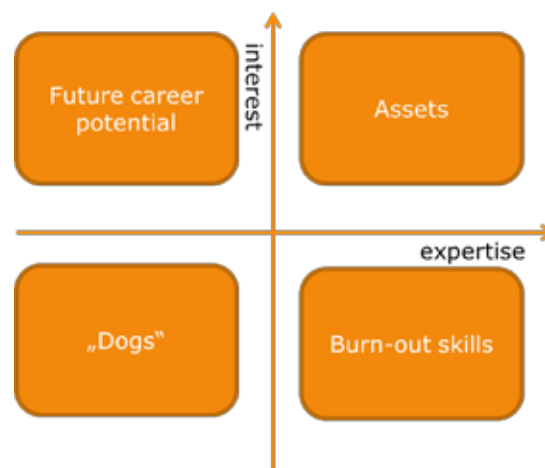 Future career
potential
interest
Assets
expertise
„Dogs‟
Burn-out skills